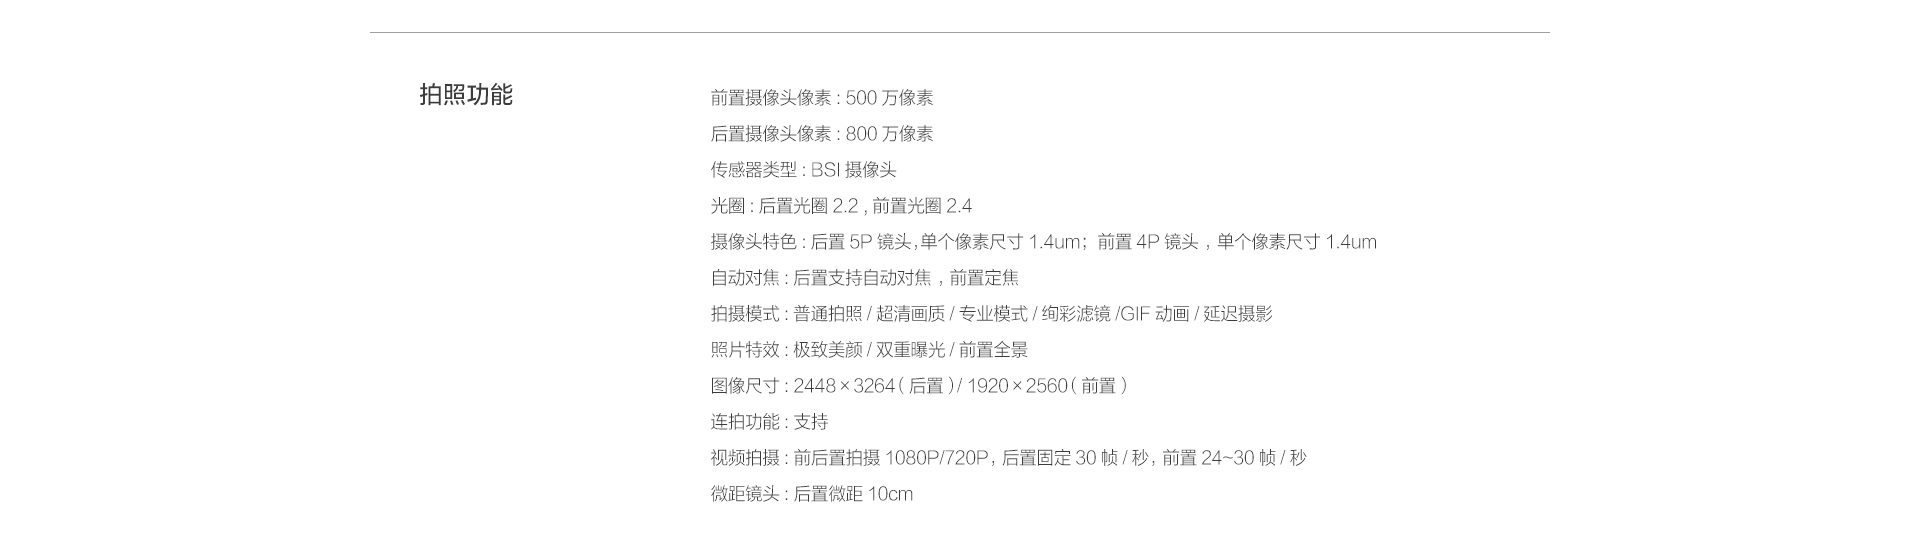 拍照功能
前置摄像头像素 : 500 万像素
后置摄像头像素 : 800 万像素
传感器类型 : BSI 摄像头
光圈 : 后置光圈 2.2 , 前置光圈 2.4
摄像头特色 : 后置 5P 镜头,单个像素尺寸 1.4um； 前置 4P 镜头 , 单个像素尺寸 1.4um
自动对焦 : 后置支持自动对焦 , 前置定焦
拍摄模式 : 普通拍照 / 超清画质 / 专业模式 / 绚彩滤镜 /GIF 动画 / 延迟摄影
照片特效 : 极致美颜 / 双重曝光 / 前置全景
图像尺寸 : 2448 × 3264（ 后置 ）/ 1920 × 2560（ 前置 ）
连拍功能 : 支持
视频拍摄 : 前后置拍摄 1080P/720P，后置固定 30 帧 / 秒，前置 24~30 帧 / 秒
微距镜头 : 后置微距 10cm